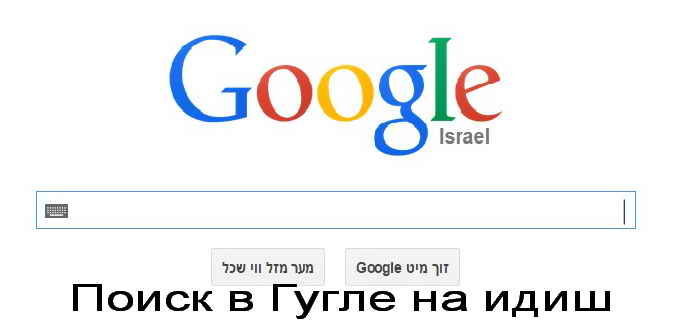 Google
Israel
זוך מיט Google
מער מזל ווי שכל
Поиск в Гугле на идиш